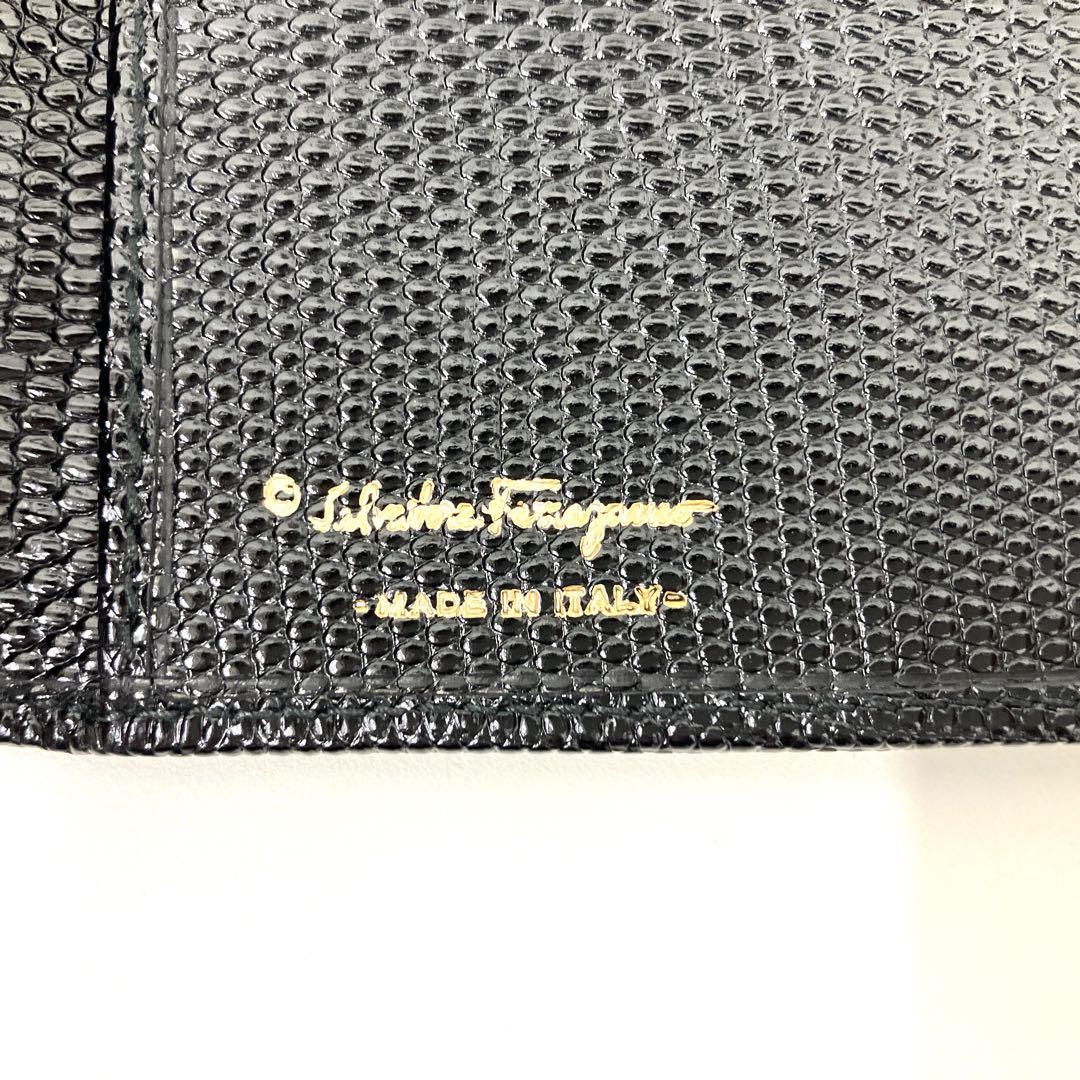 © Salvatore Ferragamo
-MADE IN ITALY-